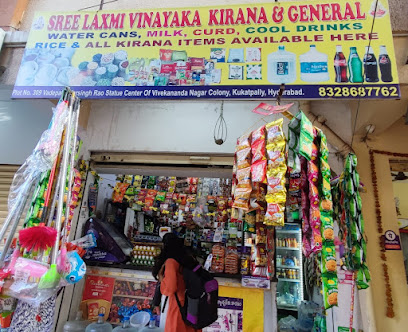 SREE LAXMI VINAYAKA KIRANA & GENERAL
WATER CANS, MILK, CURD, COOL DRINKS
RICE & ALL KIRANA ITEMS AVAILABLE HERE
Narsingh Rao Statue Center Of Vivekananda Nagar Colony, Kukatpally, Hyderabad.
8328687762